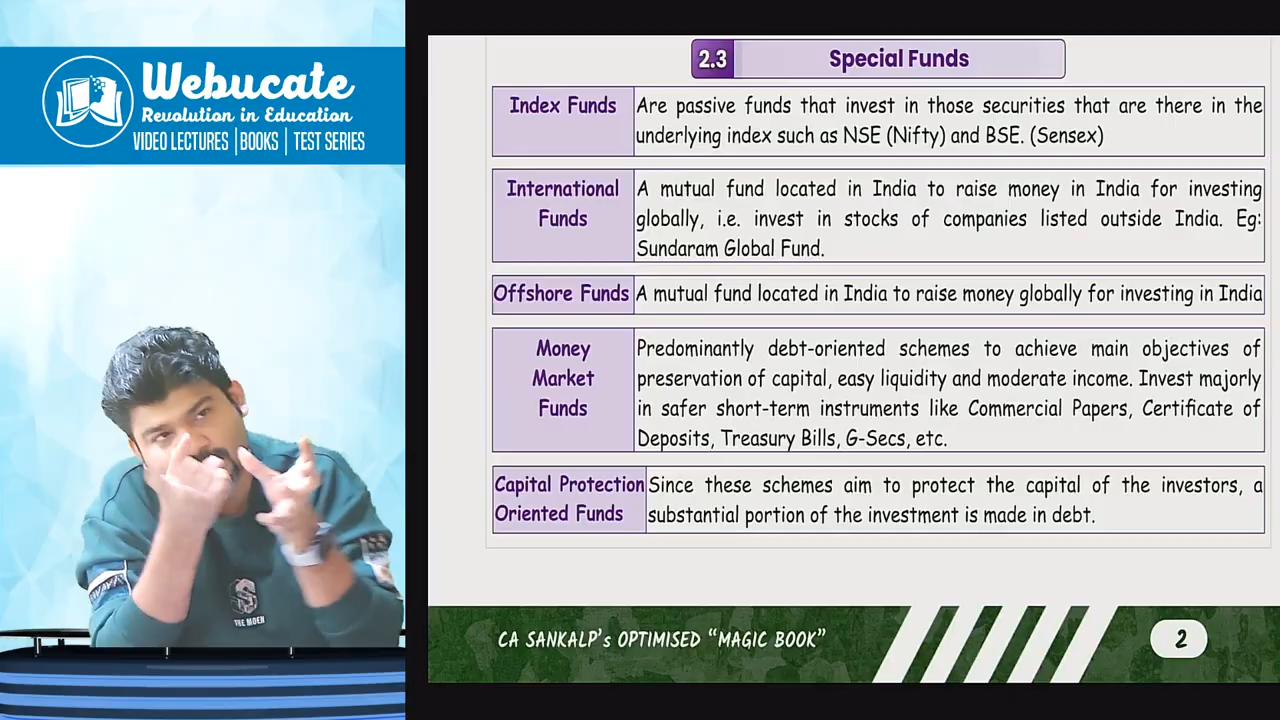 Webucate
Revolution in Education
VIDEO LECTURES | BOOKS | TEST SERIES
2.3 Special Funds
Index Funds
Are passive funds that invest in those securities that are there in the
underlying index such as NSE (Nifty) and BSE. (Sensex)
International
Funds
A mutual fund located in India to raise money in India for investing
globally, i.e. invest in stocks of companies listed outside India. Eg:
Sundaram Global Fund.
Offshore Funds
A mutual fund located in India to raise money globally for investing in India
Money
Market
Funds
Predominantly debt-oriented schemes to achieve main objectives of
preservation of capital, easy liquidity and moderate income. Invest majorly
in safer short-term instruments like Commercial Papers, Certificate of
Deposits, Treasury Bills, G-Secs, etc.
Capital Protection
Oriented Funds
Since these schemes aim to protect the capital of the investors, a
substantial portion of the investment is made in debt.
CA SANKALP's OPTIMISED "MAGIC BOOK"
2